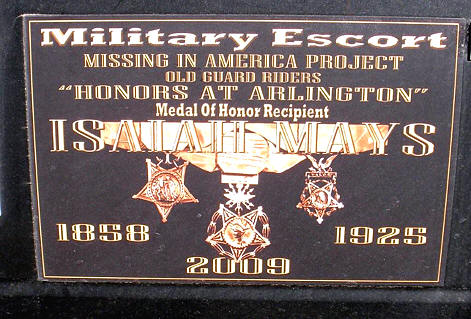 Military Escort
MISSING IN AMERICA PROJECT
OLD GUARD RIDERS
"HONORS AT ARLINGTON"
Medal Of Honor Recipient
ISAIAH MAYS
1858 1925
2009